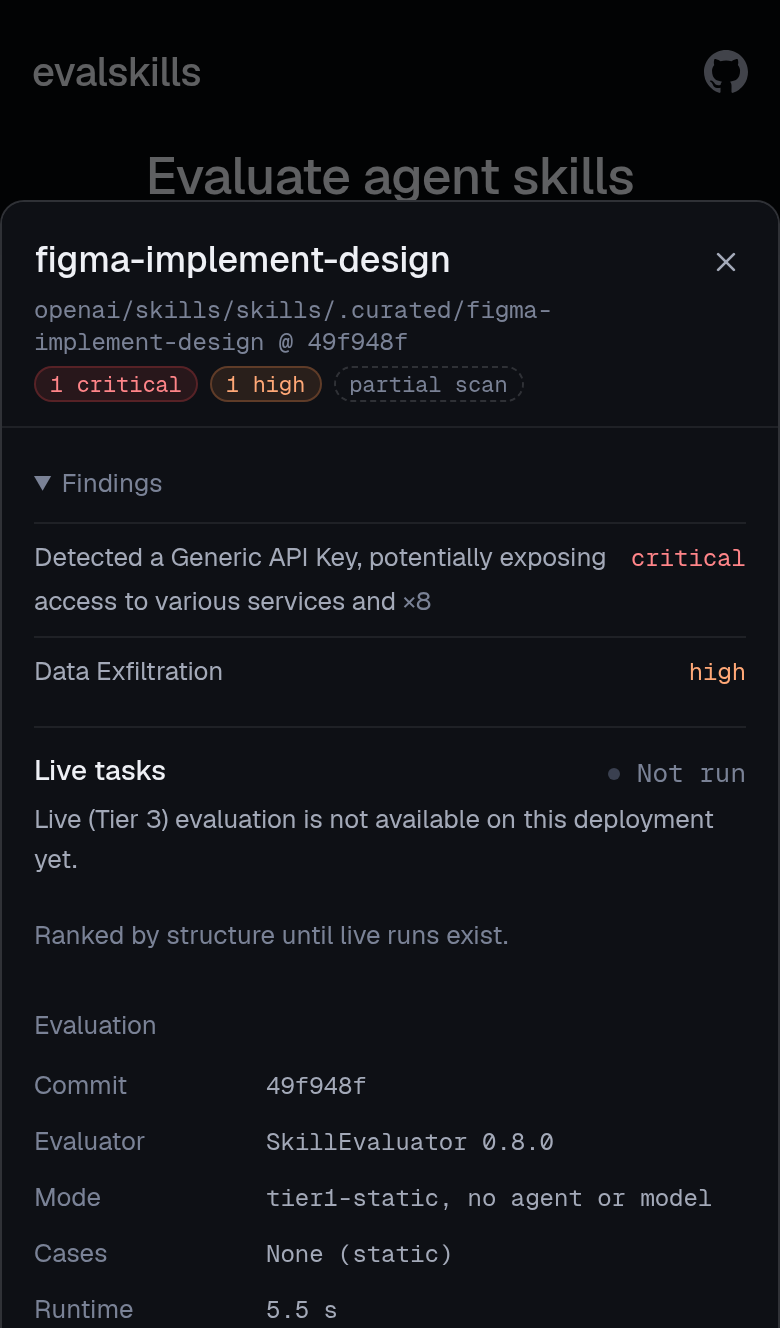 evalskills
Evaluate agent skills
figma-implement-design
openai/skills/skills/.curated/figma-
implement-design @ 49f948f
1 critical 1 high partial scan
Findings
Detected a Generic API Key, potentially exposing critical
access to various services and ×8
Data Exfiltration high
Live tasks Not run
Live (Tier 3) evaluation is not available on this deployment
yet.
Ranked by structure until live runs exist.
Evaluation
Commit 49f948f
Evaluator SkillEvaluator 0.8.0
Mode tier1-static, no agent or model
Cases None (static)
Runtime 5.5 s